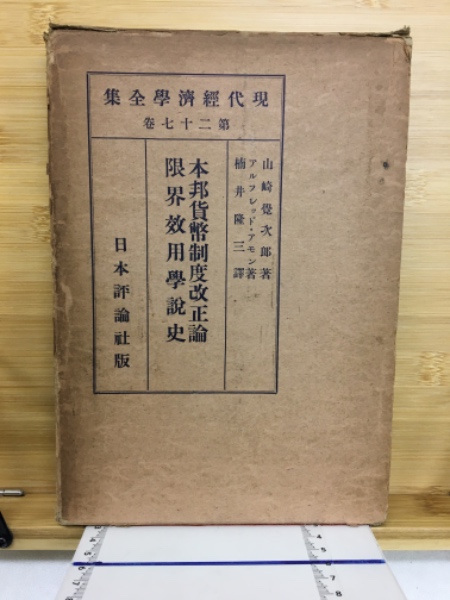 現代經濟學全集
第二十七卷
山崎覺次郎著
アルフレッド・アモン著
楠井隆三譯
本邦貨幣制度改正論
限界效用學說史
日本評論社版